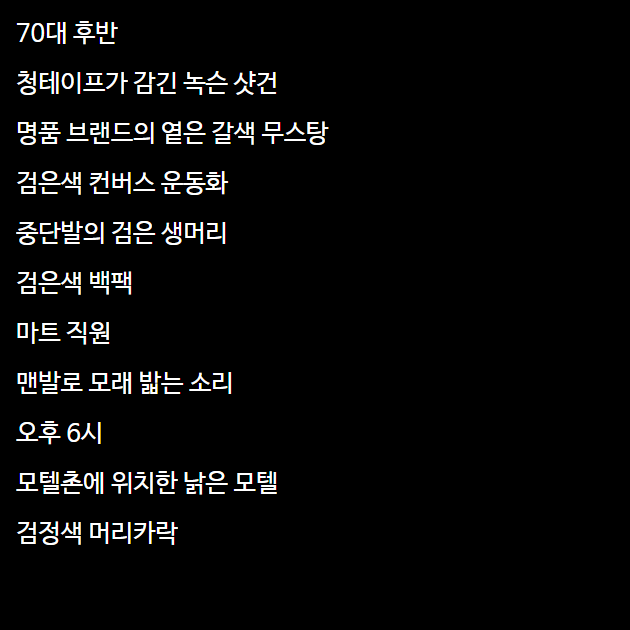 70대 후반
청테이프가 감긴 녹슨 샷건
명품 브랜드의 옅은 갈색 무스탕
검은색 컨버스 운동화
중단발의 검은 생머리
검은색 백팩
마트 직원
맨발로 모래 밟는 소리
오후 6시
모텔촌에 위치한 낡은 모텔
검정색 머리카락